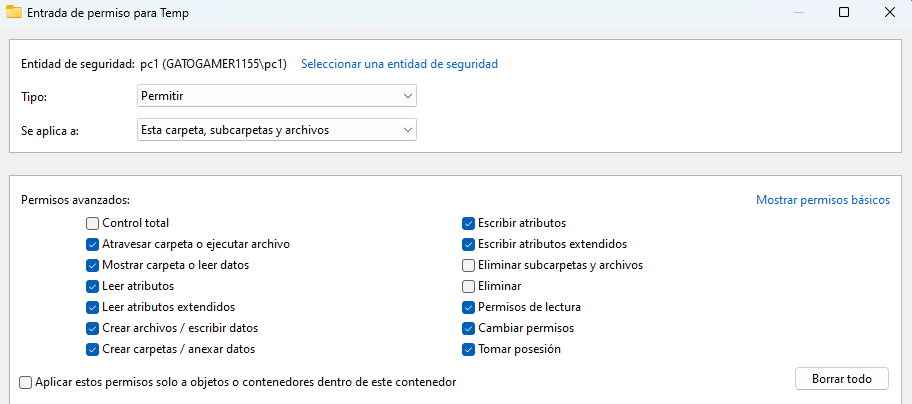 Entrada de permiso para Temp
Entidad de seguridad: pc1 (GATOGAMER1155\pc1) Seleccionar una entidad de seguridad
Tipo: Permitir
Se aplica a: Esta carpeta, subcarpetas y archivos
Permisos avanzados: Mostrar permisos básicos
Control total Escribir atributos
Atravesar carpeta o ejecutar archivo Escribir atributos extendidos
Mostrar carpeta o leer datos Eliminar subcarpetas y archivos
Leer atributos Eliminar
Leer atributos extendidos Permisos de lectura
Crear archivos / escribir datos Cambiar permisos
Crear carpetas / anexar datos Tomar posesión
Aplicar estos permisos solo a objetos o contenedores dentro de este contenedor Borrar todo